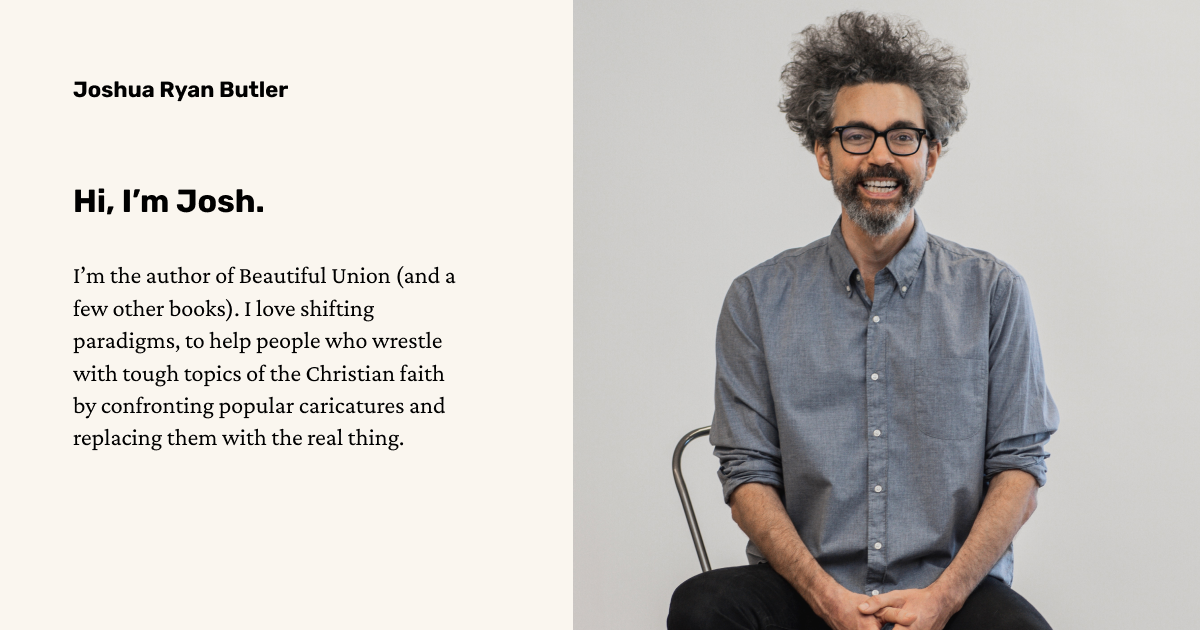 Joshua Ryan Butler
Hi, I’m Josh.
I’m the author of Beautiful Union (and a
few other books). I love shifting
paradigms, to help people who wrestle
with tough topics of the Christian faith
by confronting popular caricatures and
replacing them with the real thing.